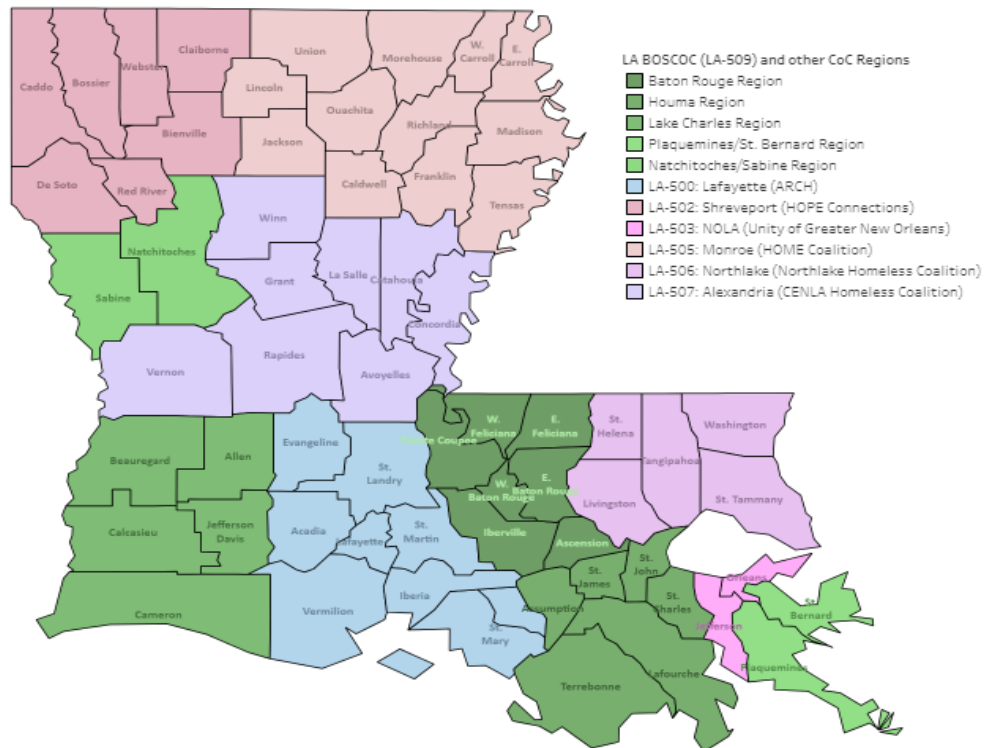 LA BOSCOC (LA-509) and other CoC Regions
Baton Rouge Region
Houma Region
Lake Charles Region
Plaquemines/St. Bernard Region
Natchitoches/Sabine Region
LA-500: Lafayette (ARCH)
LA-502: Shreveport (HOPE Connections)
LA-503: NOLA (Unity of Greater New Orleans)
LA-505: Monroe (HOME Coalition)
LA-506: Northlake (Northlake Homeless Coalition)
LA-507: Alexandria (CENLA Homeless Coalition)
Caddo
Bossier
Webster
Claiborne
Union
Morehouse
W.
Carroll
E.
Carroll
Lincoln
Ouachita
Richland
Madison
Bienville
Jackson
De Soto
Red River
Caldwell
Franklin
Tensas
Natchitoches
Winn
Sabine
Grant
La Salle
Catahoula
Concordia
Vernon
Rapides
Avoyelles
Beauregard
Allen
Evangeline
St.
Landry
Pointe Coupee
W.
Feliciana
E.
Feliciana
St.
Helena
Tangipahoa
Washington
Calcasieu
Jefferson
Davis
Acadia
Lafayette
St.
Martin
W.
Baton Rouge
E.
Baton Rouge
Livingston
St. Tammany
Iberville
Ascension
Cameron
Vermilion
Iberia
St.
Mary
Assumption
St.
James
St.
John
St.
Charles
Orleans
Jefferson
St.
Bernard
Plaquemines
Terrebonne
Lafourche